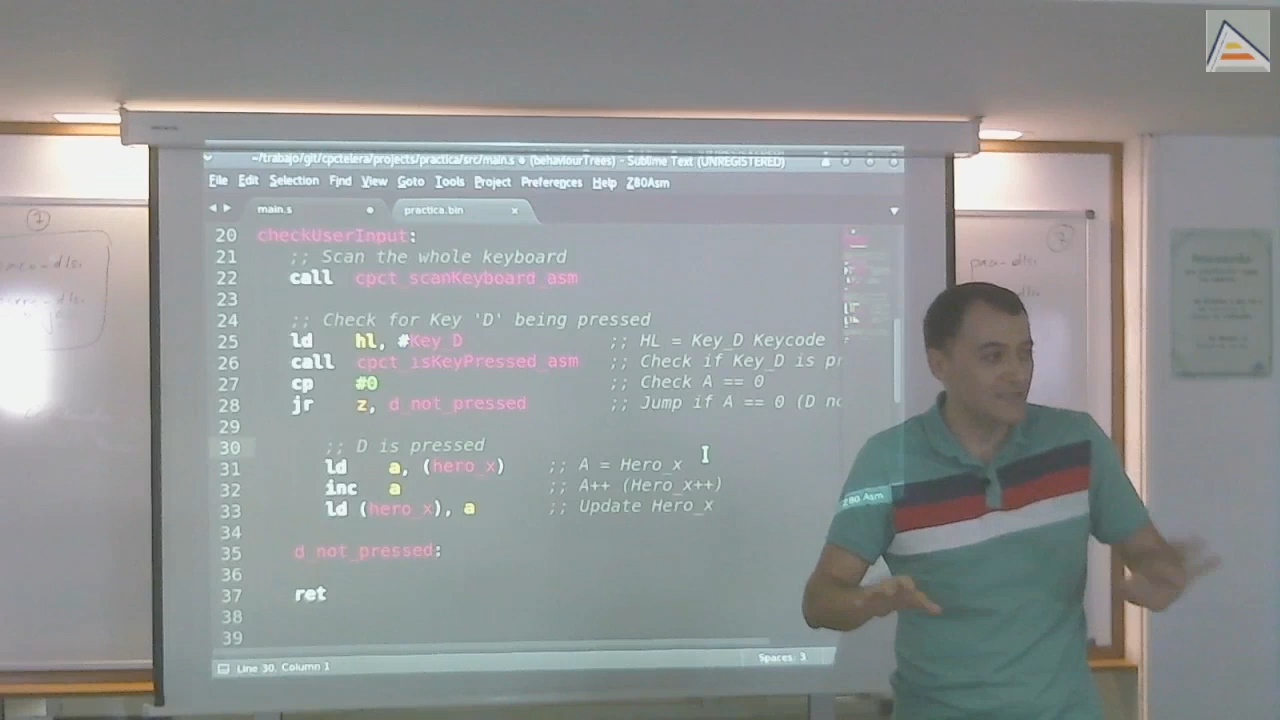 ~/trabajo/git/cpctelera/projects/practica/src/main.s • (behaviourTrees) - Sublime Text (UNREGISTERED)
File Edit Selection Find View Goto Tools Project Preferences Help Z80Asm
main.s practica.bin
20 checkUserInput:
21 ;; Scan the whole keyboard
22 call cpct_scanKeyboard_asm
23
24 ;; Check for Key 'D' being pressed
25 ld hl, #Key_D ;; HL = Key_D Keycode
26 call cpct_isKeyPressed_asm ;; Check if Key_D is pr
27 cp #0 ;; Check A == 0
28 jr z, d_not_pressed ;; Jump if A == 0 (D no
29
30 ;; D is pressed
31 ld a, (hero_x) ;; A = Hero_x
32 inc a ;; A++ (Hero_x++)
33 ld (hero_x), a ;; Update Hero_x
34
35 d_not_pressed:
36
37 ret
38
39
Line 30, Column 1 Spaces: 3 Z80 Asm